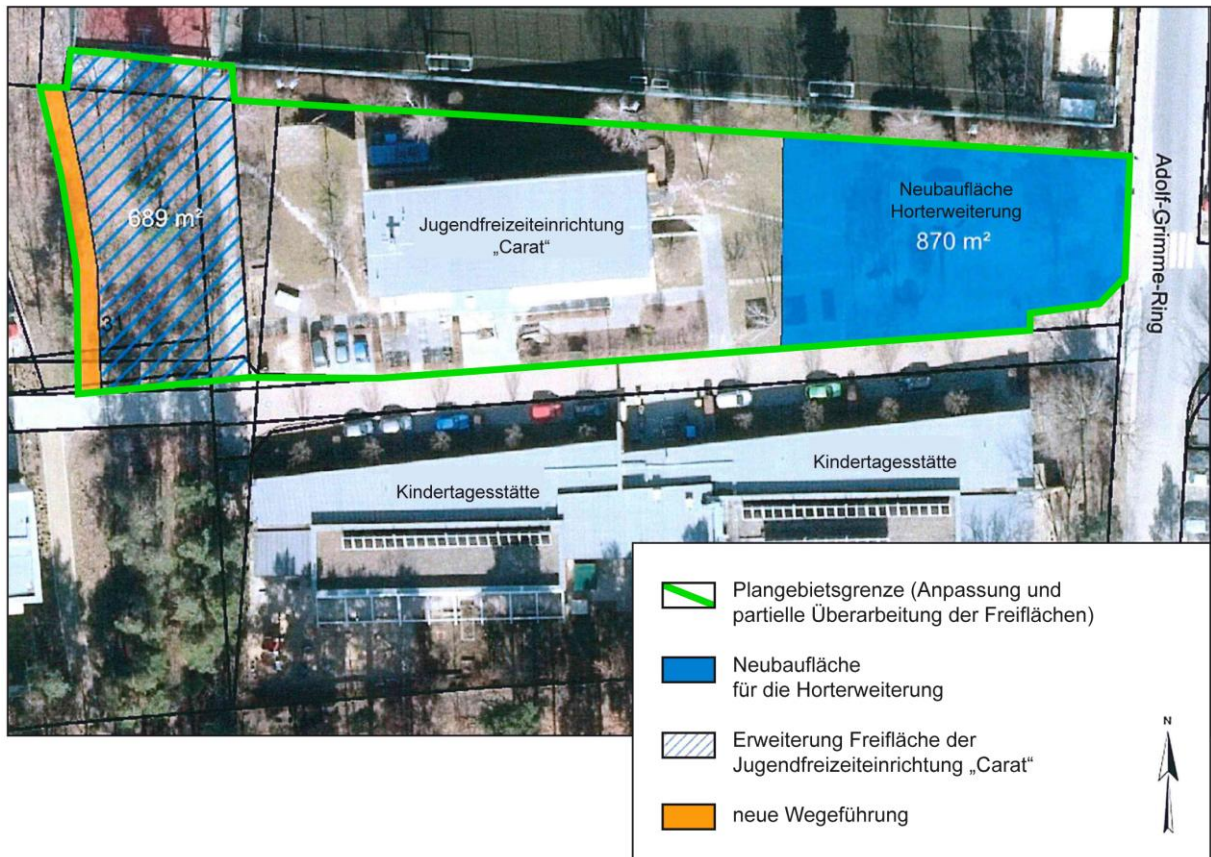 689 m²
31
Jugendfreizeiteinrichtung
„Carat“
Neubaufläche
Horterweiterung
870 m²
Adolf-Grimme-Ring
Kindertagesstätte
Kindertagesstätte
Plangebietsgrenze (Anpassung und
partielle Überarbeitung der Freiflächen)
Neubaufläche
für die Horterweiterung
Erweiterung Freifläche der
Jugendfreizeiteinrichtung „Carat“
neue Wegeführung
N